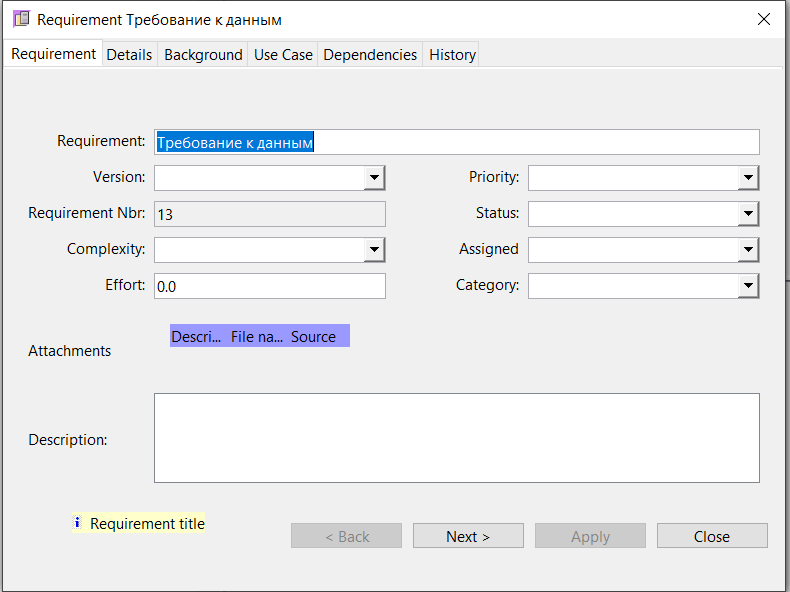 Requirement Требование к данным
Requirement Details Background Use Case Dependencies History
Requirement: Требование к данным
Version: Priority:
Requirement Nbr: 13 Status:
Complexity: Assigned
Effort: 0.0 Category:
Descri... File na... Source
Attachments
Description:
i Requirement title
< Back Next > Apply Close